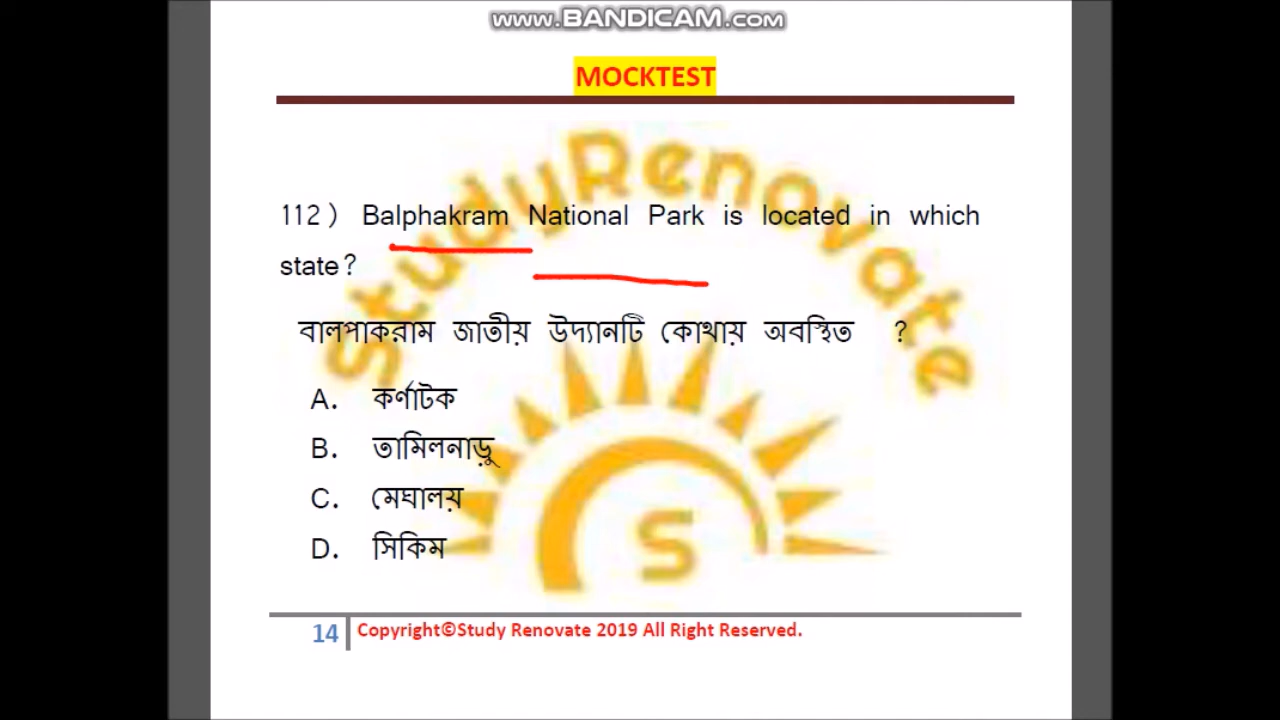 www.BANDICAM.com
MOCKTEST
StudyRenovate
112) Balphakram National Park is located in which
state?
বালপাকরাম জাতীয় উদ্যানটি কোথায় অবস্থিত ?
A. কর্ণাটক
B. তামিলনাড়ু
C. মেঘালয়
D. সিকিম
S
14 Copyright©Study Renovate 2019 All Right Reserved.